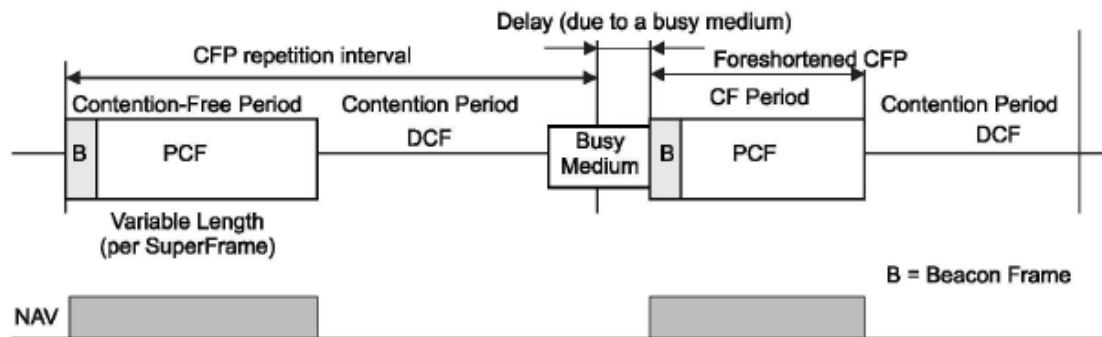 Delay (due to a busy medium)
CFP repetition interval
Foreshortened CFP
Contention-Free Period
Contention Period
CF Period
Contention Period
B
PCF
DCF
Busy
Medium
B
PCF
DCF
Variable Length
(per SuperFrame)
B = Beacon Frame
NAV